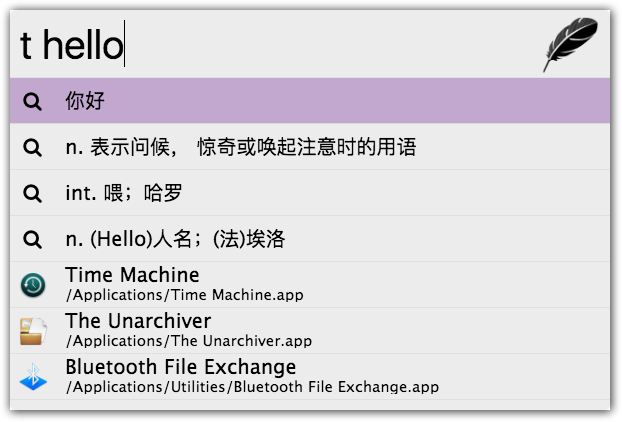 t hello
你好
n. 表示问候， 惊奇或唤起注意时的用语
int. 喂；哈罗
n. (Hello)人名；(法)埃洛
Time Machine
/Applications/Time Machine.app
The Unarchiver
/Applications/The Unarchiver.app
Bluetooth File Exchange
/Applications/Utilities/Bluetooth File Exchange.app